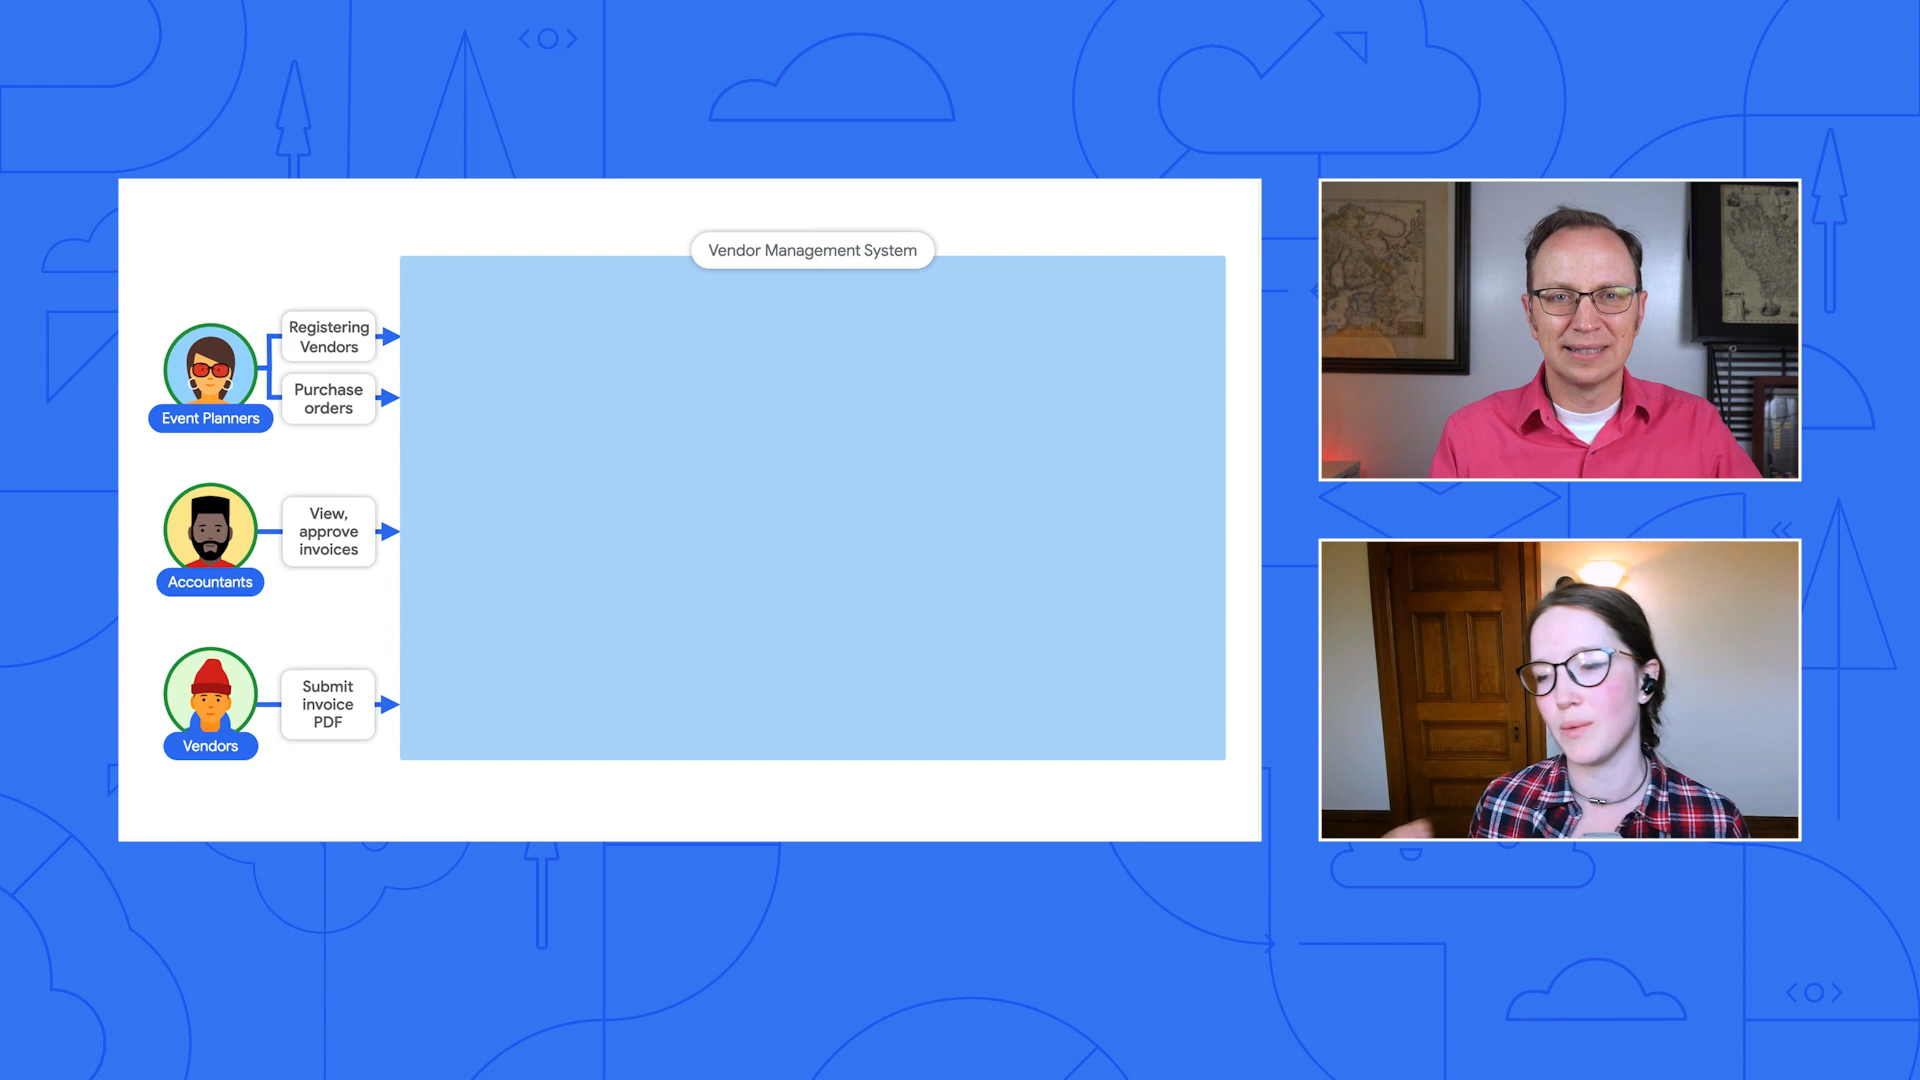 Vendor Management System
Registering
Vendors
Purchase
orders
Event Planners
View,
approve
invoices
Accountants
Submit
invoice
PDF
Vendors